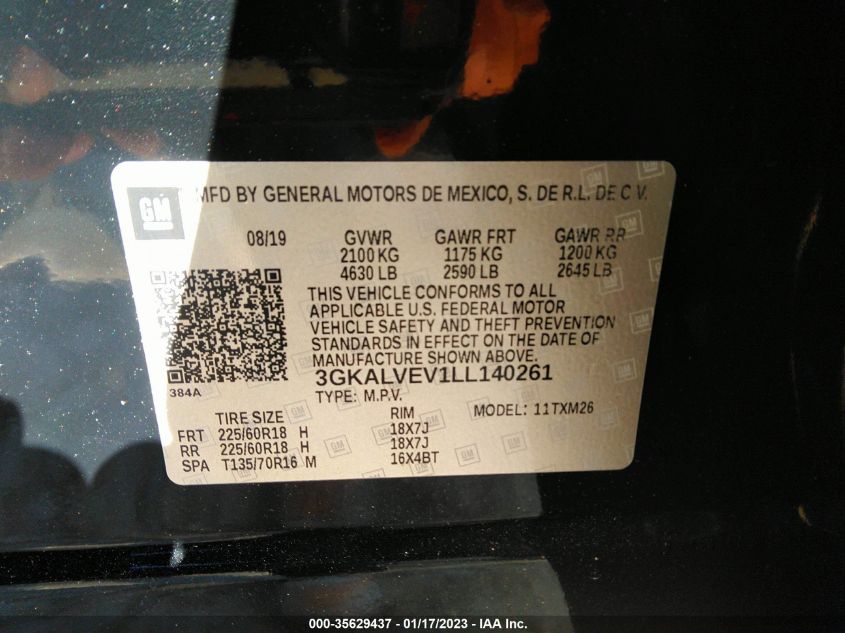 GM
MFD BY GENERAL MOTORS DE MEXICO, S. DE R.L. DE C V.
08/19 GVWR GAWR FRT GAWR RR
2100 KG 1175 KG 1200 KG
4630 LB 2590 LB 2645 LB
THIS VEHICLE CONFORMS TO ALL
APPLICABLE U.S. FEDERAL MOTOR
VEHICLE SAFETY AND THEFT PREVENTION
STANDARDS IN EFFECT ON THE DATE OF
MANUFACTURE SHOWN ABOVE.
384A
3GKALVEV1LL140261
TYPE: M.P.V. MODEL: 11TXM26
TIRE SIZE RIM
FRT 225/60R18 H 18X7J
RR 225/60R18 H 18X7J
SPA T135/70R16 M 16X4BT
000-35629437 - 01/17/2023 - IAA Inc.